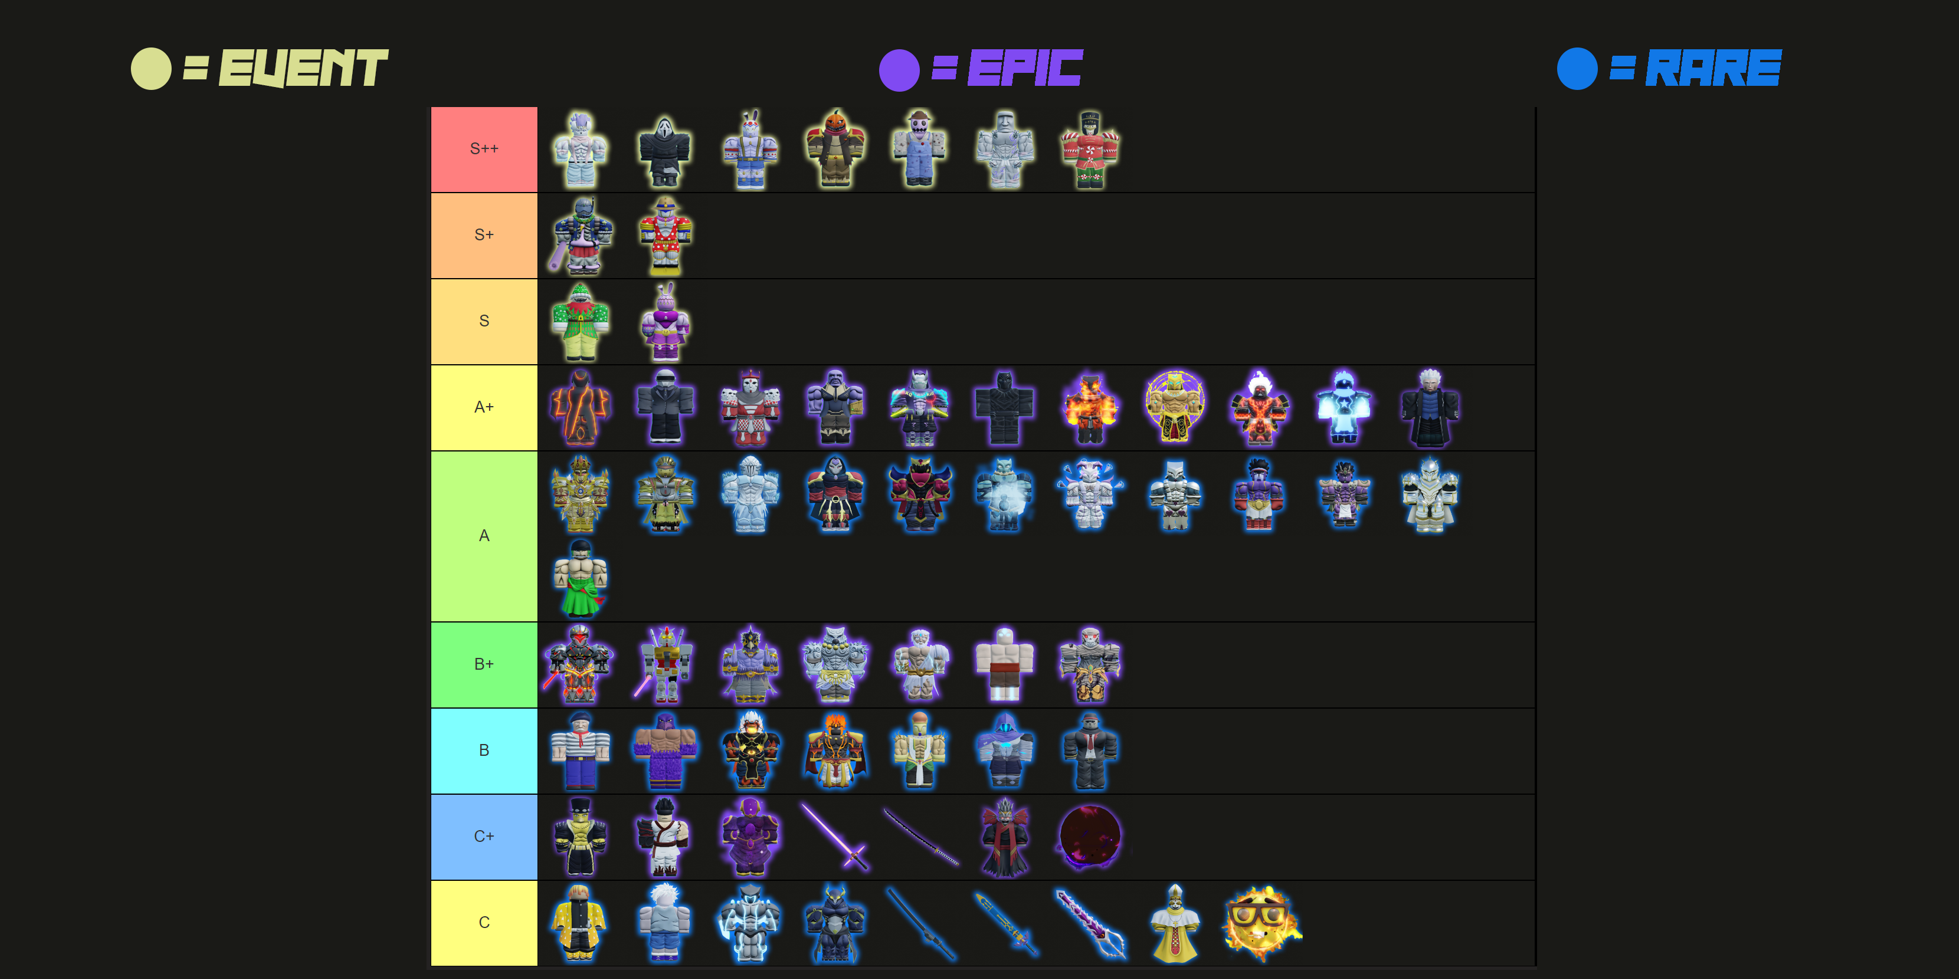 = EVENT
= EPIC
= RARE
S++
S+
S
A+
A
B+
B
C+
C